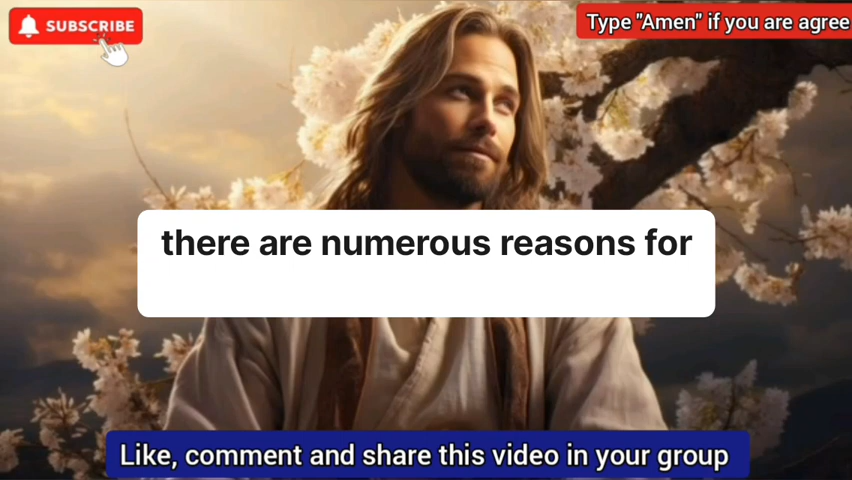 SUBSCRIBE
Type "Amen" if you are agree
there are numerous reasons for
Like, comment and share this video in your group